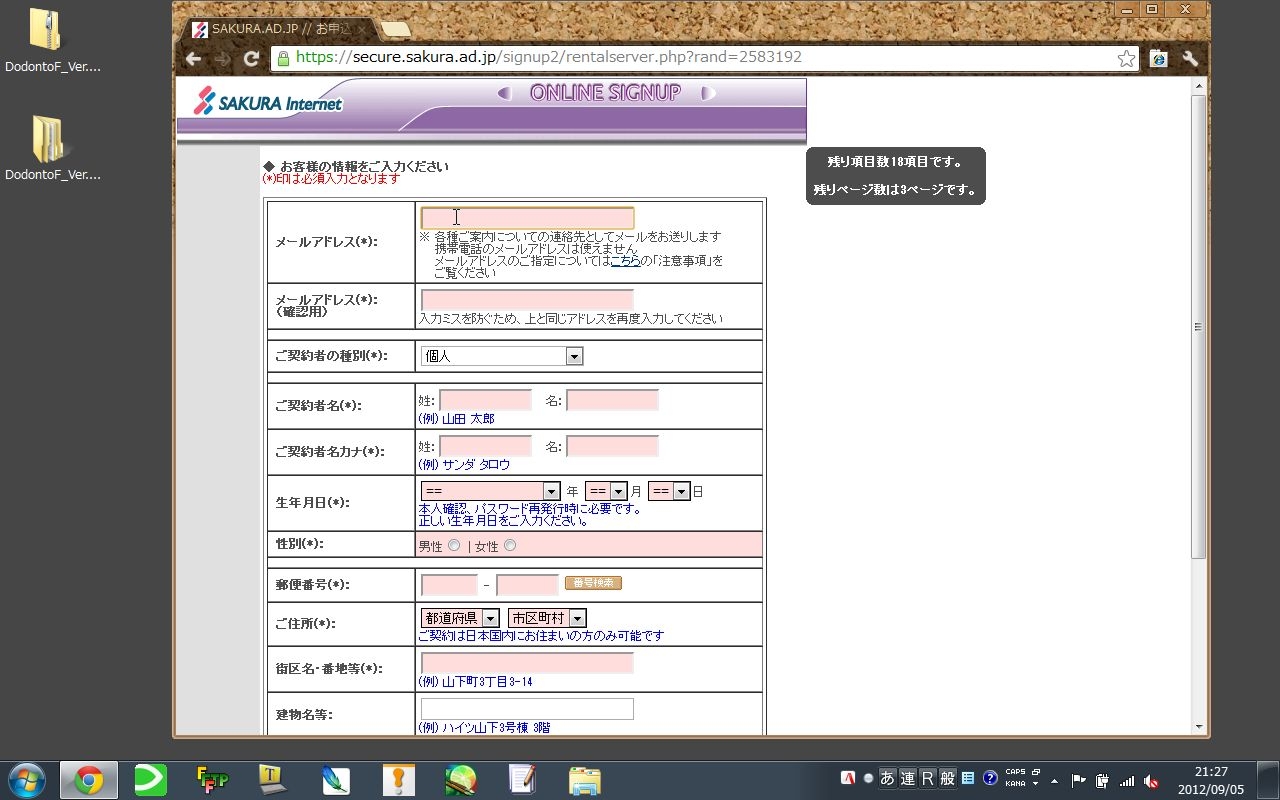 DodontoF_Ver....
DodontoF_Ver....
SAKURA.AD.JP // お申込
https://secure.sakura.ad.jp/signup2/rentalserver.php?rand=2583192
SAKURA Internet
ONLINE SIGNUP
残り項目数18項目です。
残りページ数は3ページです。
◆ お客様の情報をご入力ください
(*)印は必須入力となります
メールアドレス(*):
※ 各種ご案内についての連絡先としてメールをお送りします
携帯電話のメールアドレスは使えません
メールアドレスのご指定についてはこちらの「注意事項」を
ご覧ください
メールアドレス(*):
(確認用)
入力ミスを防ぐため、上と同じアドレスを再度入力してください
ご契約者の種別(*):
個人
ご契約者名(*):
姓: 名:
(例) 山田 太郎
ご契約者名カナ(*):
姓: 名:
(例) サンダ タロウ
生年月日(*):
== 年 == 月 == 日
本人確認、パスワード再発行時に必要です。
正しい生年月日をご入力ください。
性別(*):
男性 | 女性
郵便番号(*):
- 番号検索
ご住所(*):
都道府県 市区町村
ご契約は日本国内にお住まいの方のみ可能です
街区名・番地等(*):
(例) 山下町3丁目3-14
建物名等:
(例) ハイツ山下3号棟 3階
FFFTP
T
A あ 連 R 般 ? CAPS KANA
21:27
2012/09/05